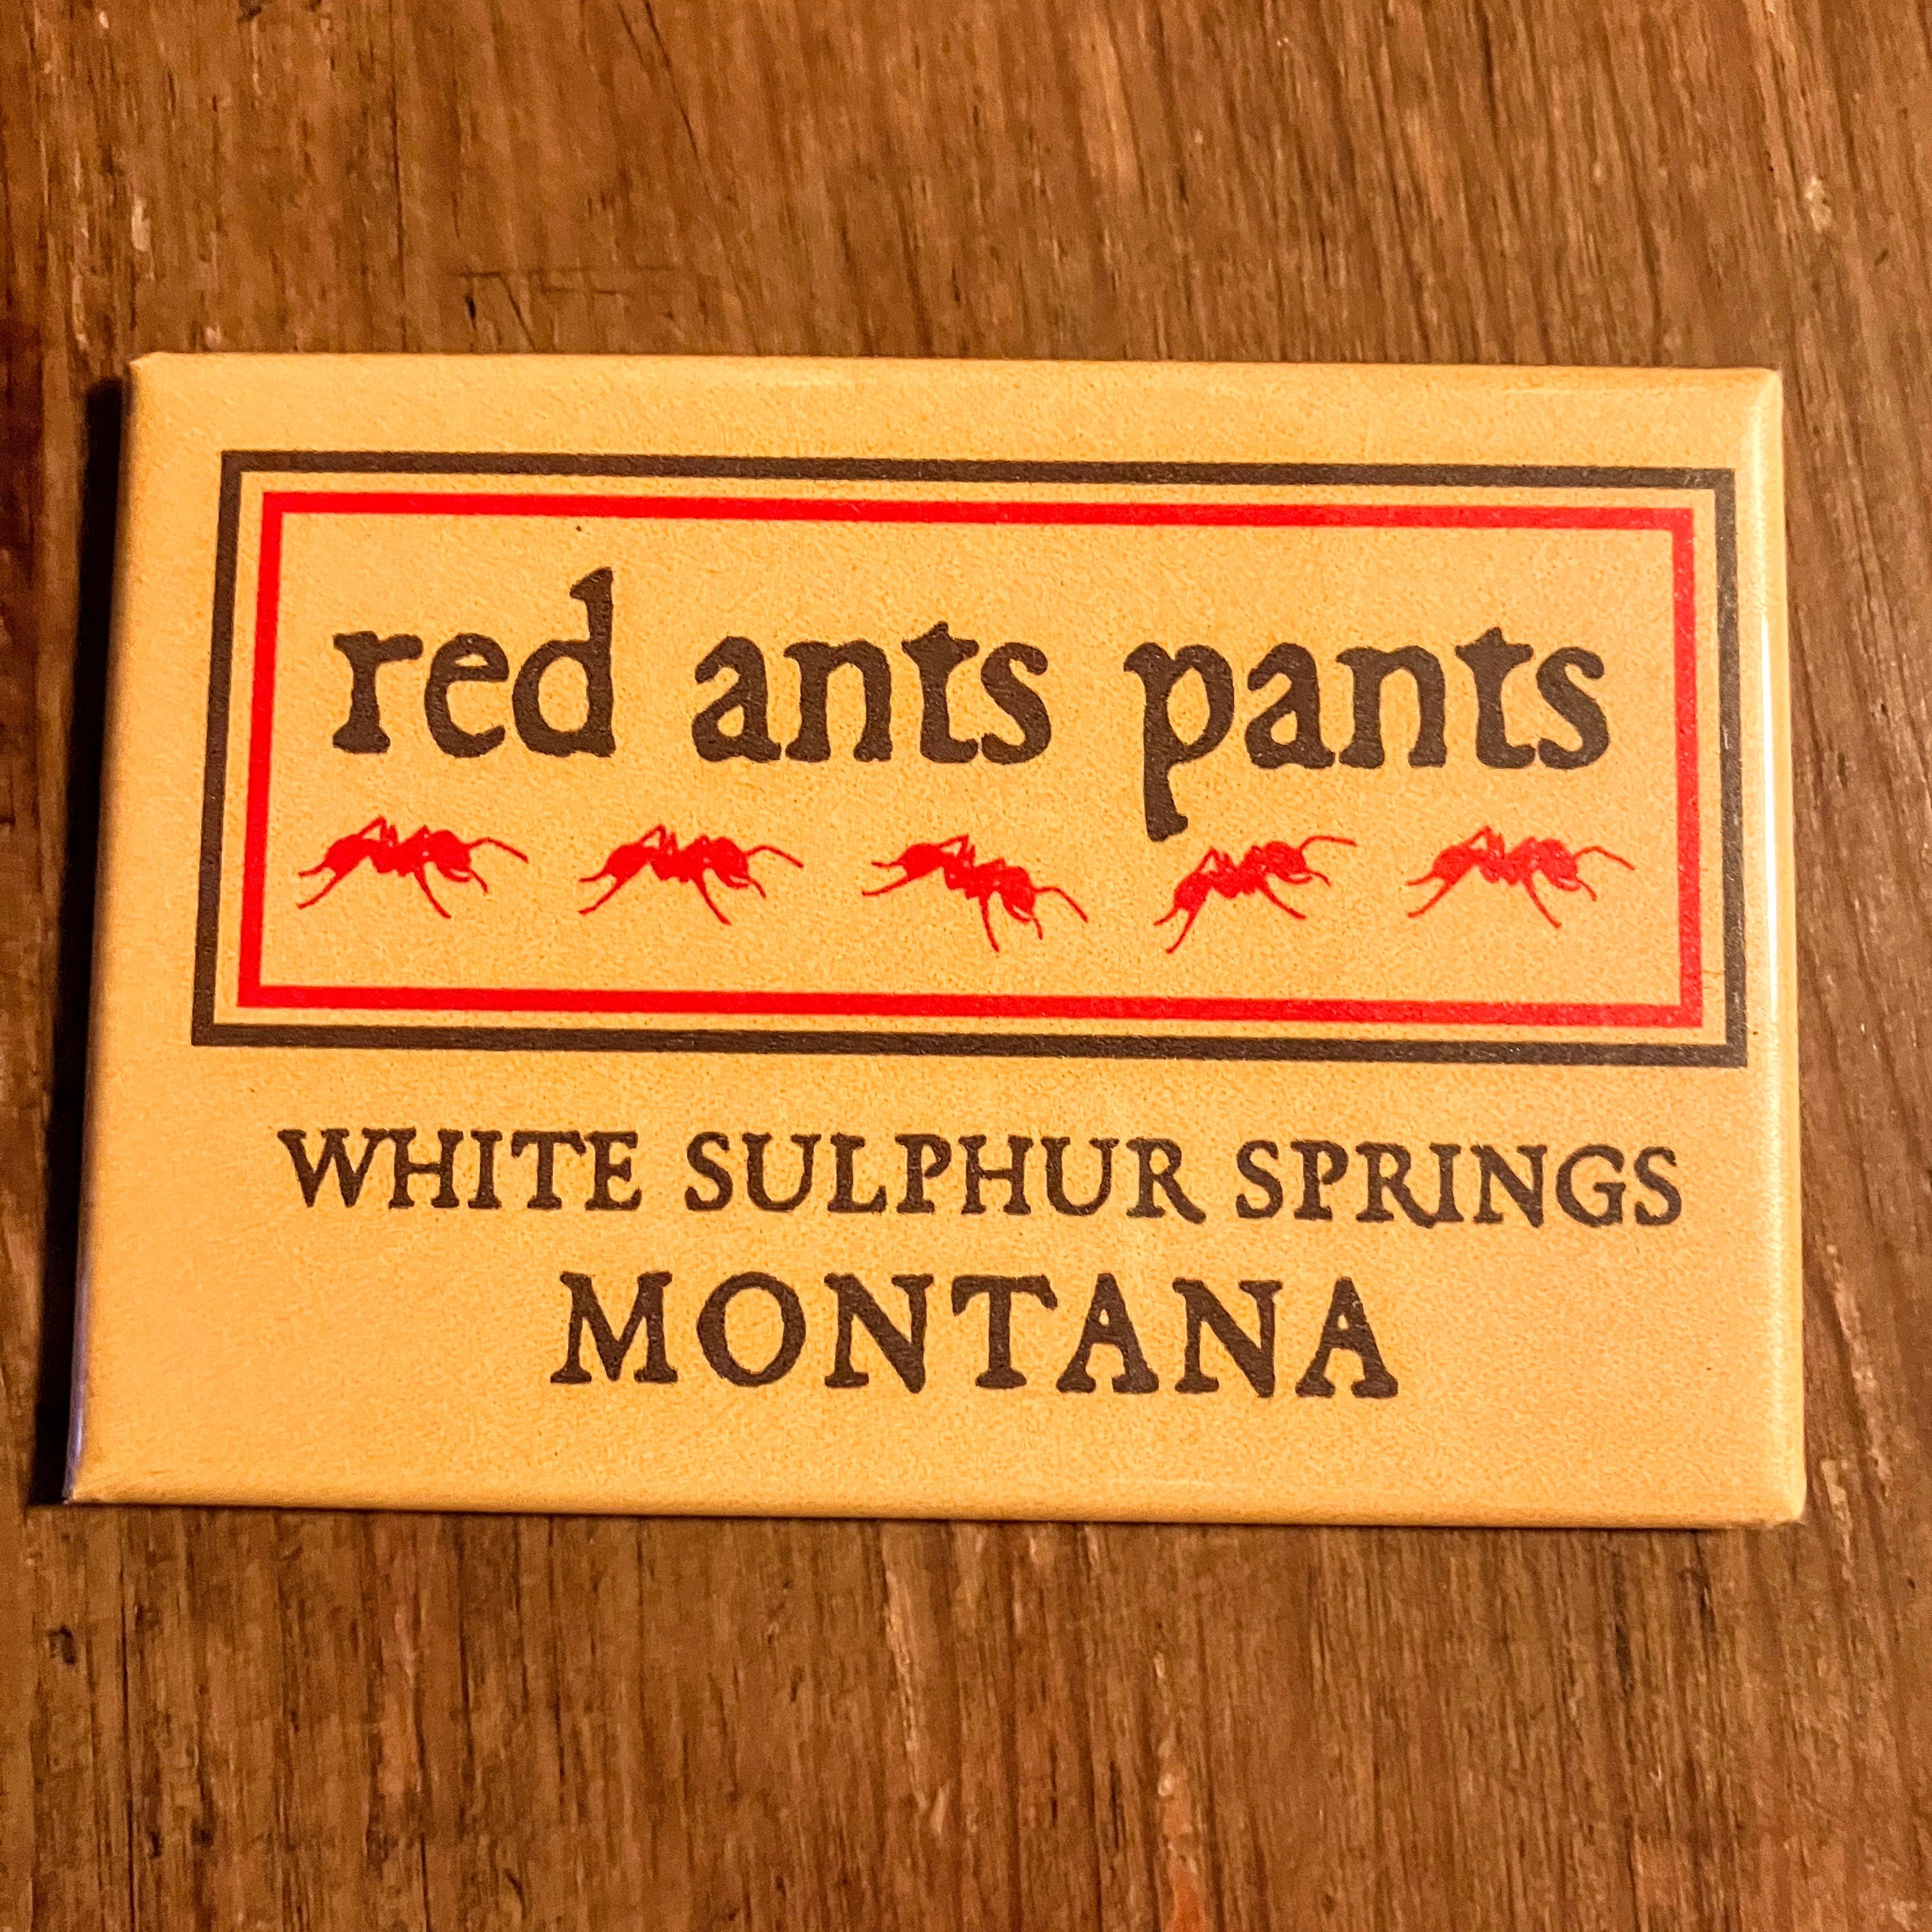 red ants pants
WHITE SULPHUR SPRINGS
MONTANA